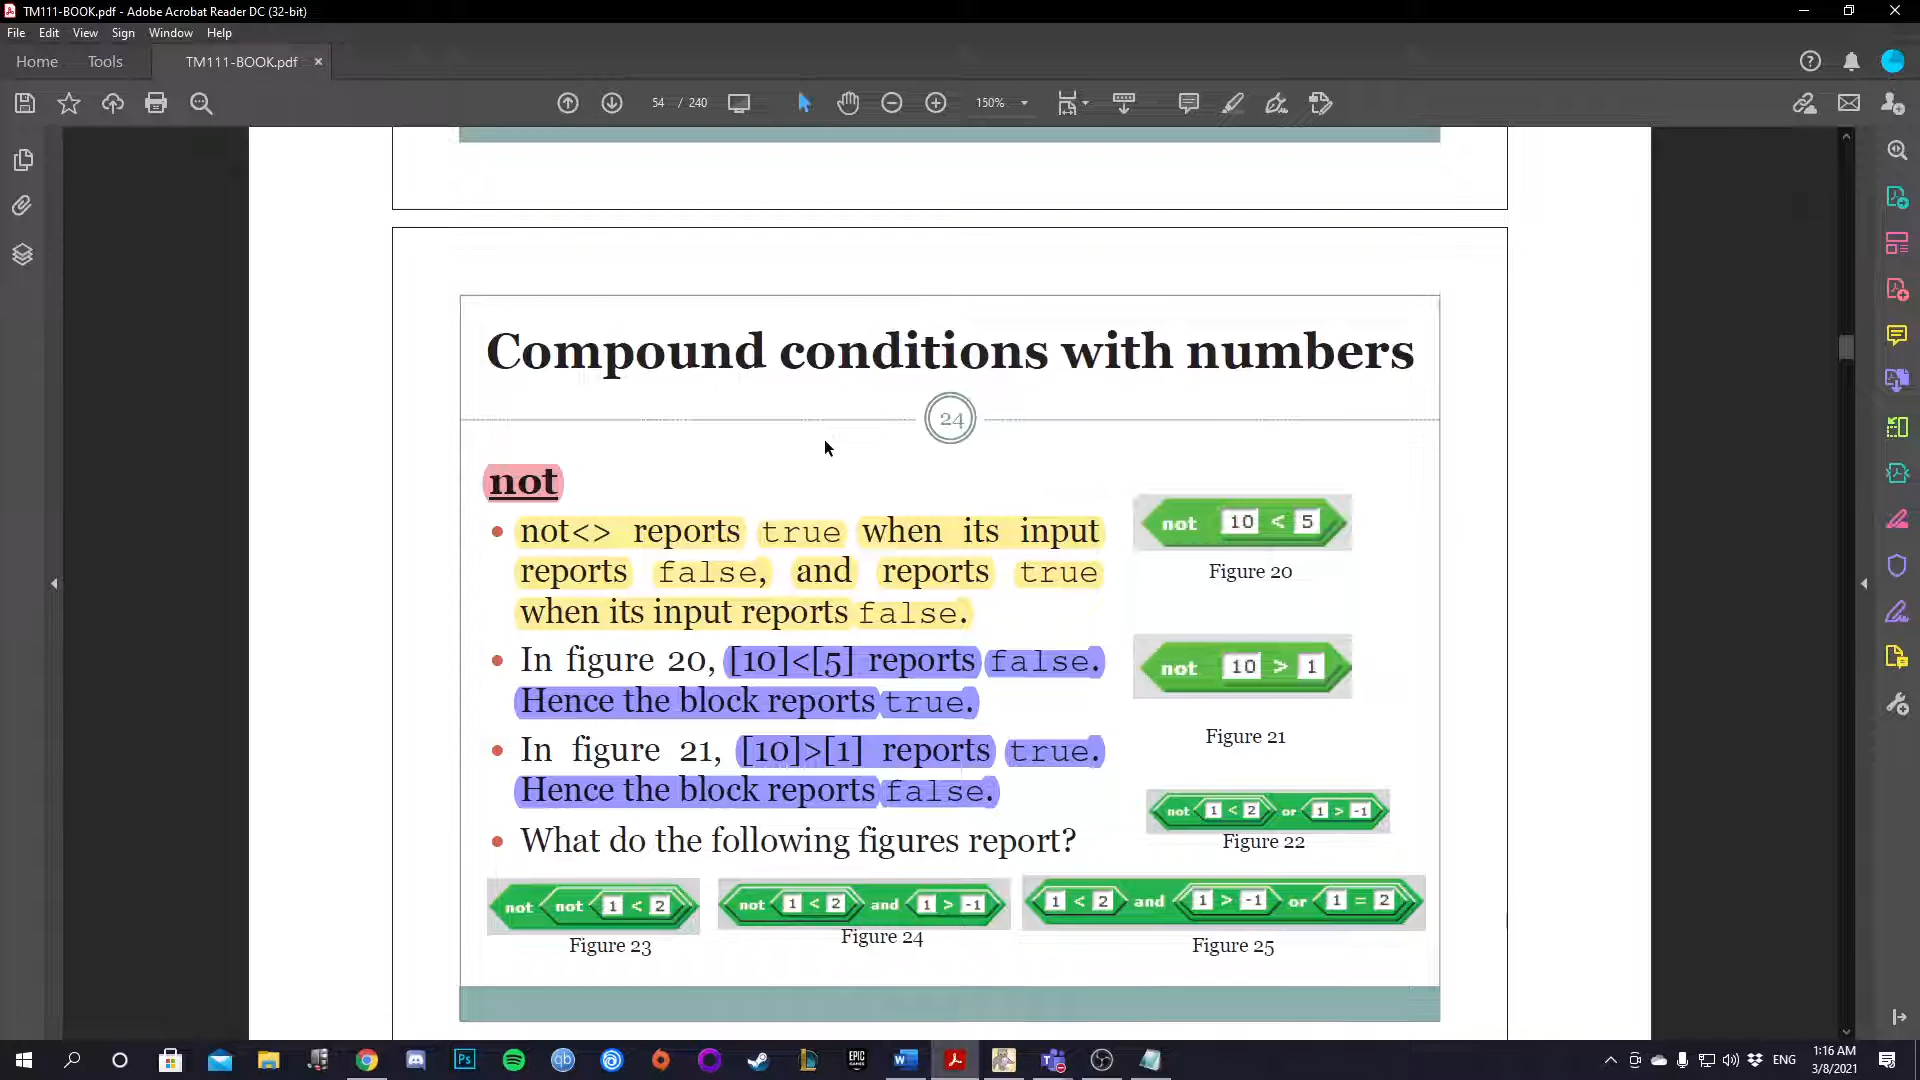 TM111-BOOK.pdf - Adobe Acrobat Reader DC (32-bit)
File Edit View Sign Window Help
Home Tools TM111-BOOK.pdf
54 / 240 150%
Compound conditions with numbers
24
not
not<> reports true when its input
reports false, and reports true
when its input reports false.
In figure 20, [10]<[5] reports false.
Hence the block reports true.
In figure 21, [10]>[1] reports true.
Hence the block reports false.
What do the following figures report?
not 10 < 5
Figure 20
not 10 > 1
Figure 21
not 1 < 2 or 1 > -1
Figure 22
not not 1 < 2
Figure 23
not 1 < 2 and 1 > -1
Figure 24
1 < 2 and 1 > -1 or 1 = 2
Figure 25
Ps qb EPIC GAMES W
ENG
1:16 AM
3/8/2021